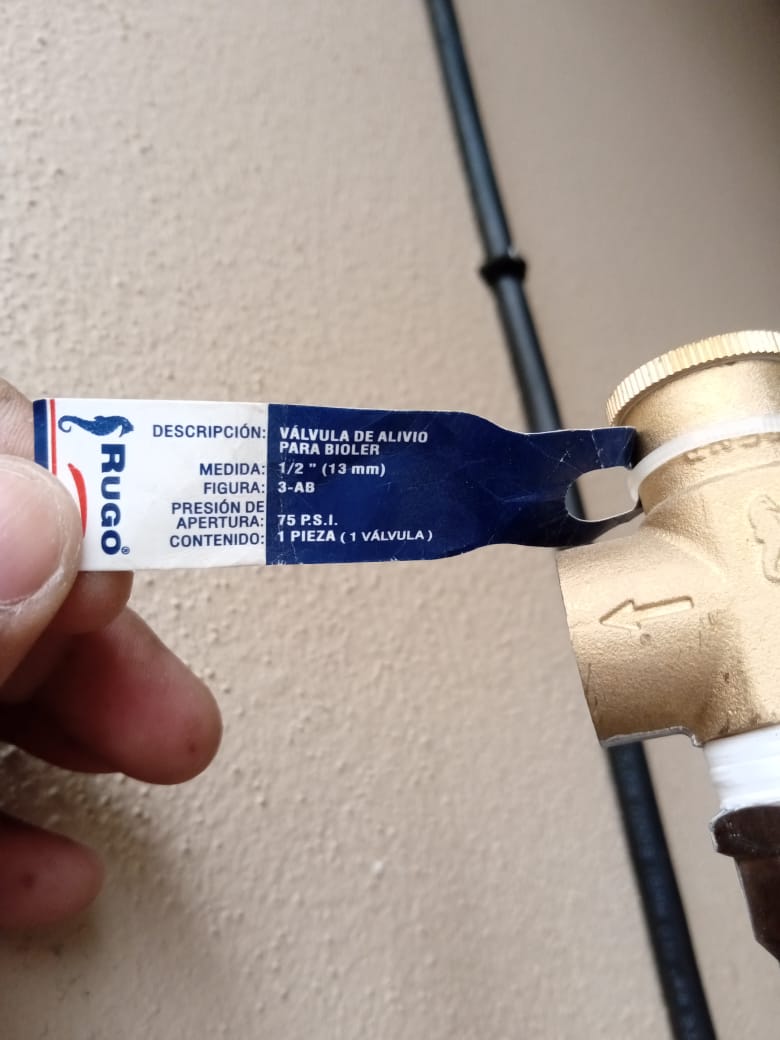 RUGO®
DESCRIPCIÓN: VÁLVULA DE ALIVIO
PARA BIOLER
MEDIDA: 1/2 " (13 mm)
FIGURA: 3-AB
PRESIÓN DE
APERTURA: 75 P.S.I.
CONTENIDO: 1 PIEZA ( 1 VÁLVULA )